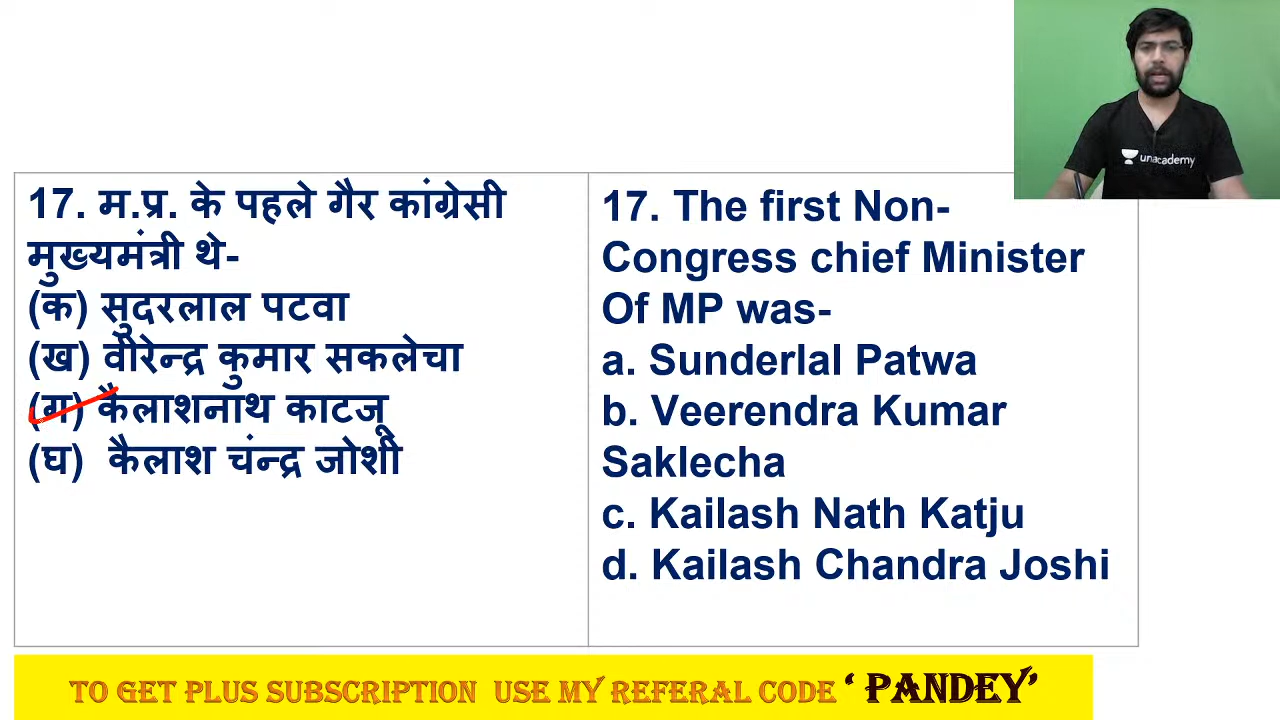 17. म.प्र. के पहले गैर कांग्रेसी
मुख्यमंत्री थे-
(क) सुदरलाल पटवा
(ख) वीरेन्द्र कुमार सकलेचा
(ग) कैलाशनाथ काटजू
(घ) कैलाश चंन्द्र जोशी
17. The first Non-
Congress chief Minister
Of MP was-
a. Sunderlal Patwa
b. Veerendra Kumar
Saklecha
c. Kailash Nath Katju
d. Kailash Chandra Joshi
unacademy
TO GET PLUS SUBSCRIPTION USE MY REFERAL CODE ‘ PANDEY’